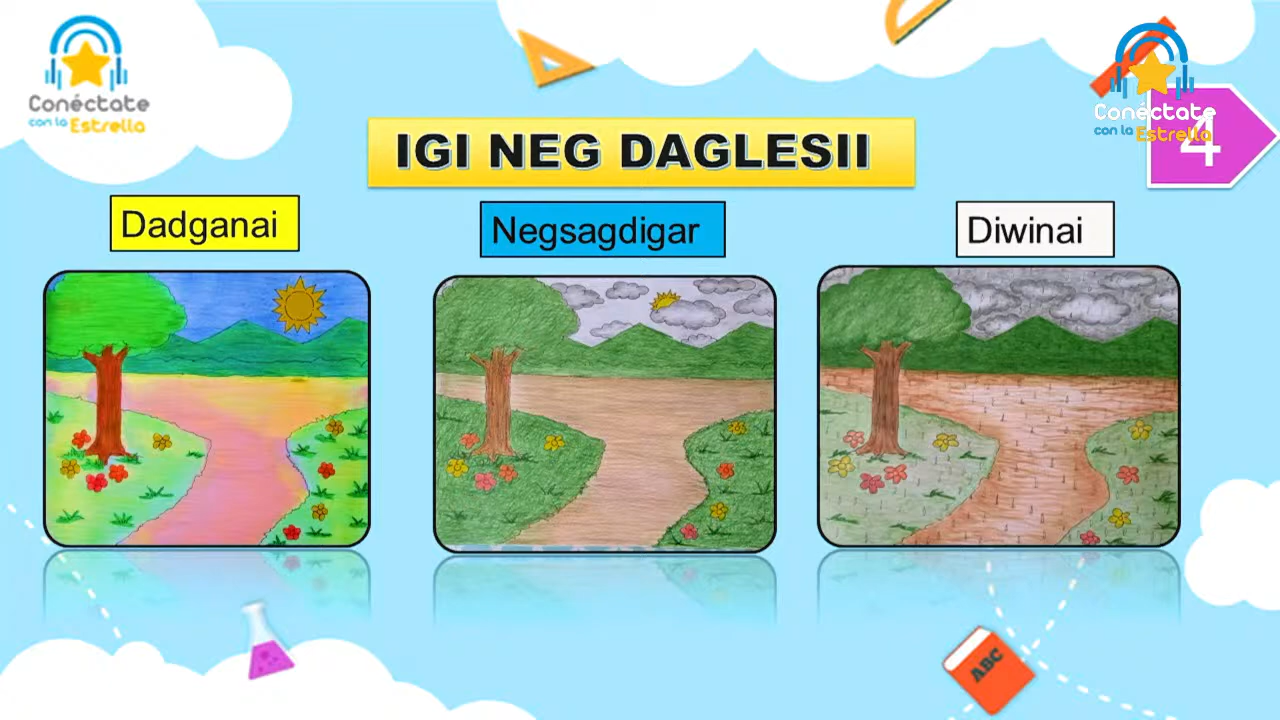 Conéctate
con la Estrella
Conéctate
con la Estrella
4
IGI NEG DAGLESII
Dadganai
Negsagdigar
Diwinai
ABC